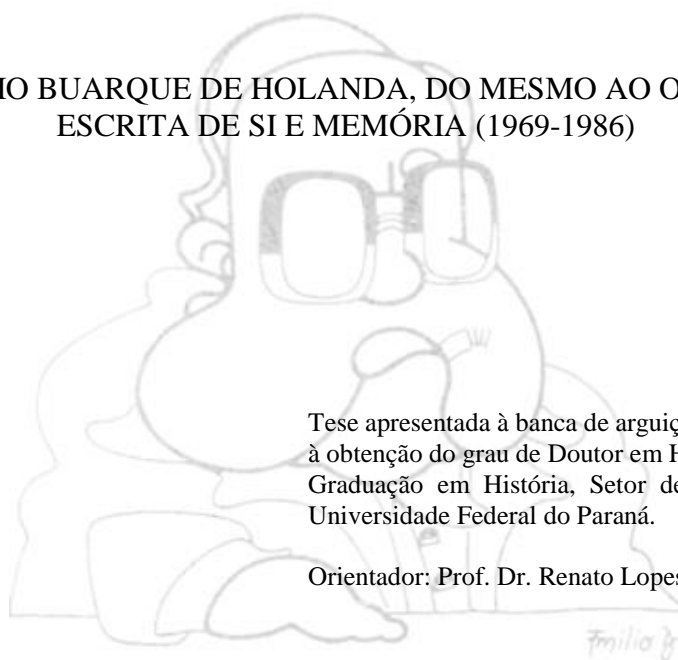 IO BUARQUE DE HOLANDA, DO MESMO AO O
ESCRITA DE SI E MEMÓRIA (1969-1986)
Tese apresentada à banca de arguiç
à obtenção do grau de Doutor em H
Graduação em História, Setor de
Universidade Federal do Paraná.
Orientador: Prof. Dr. Renato Lopes
Emilio